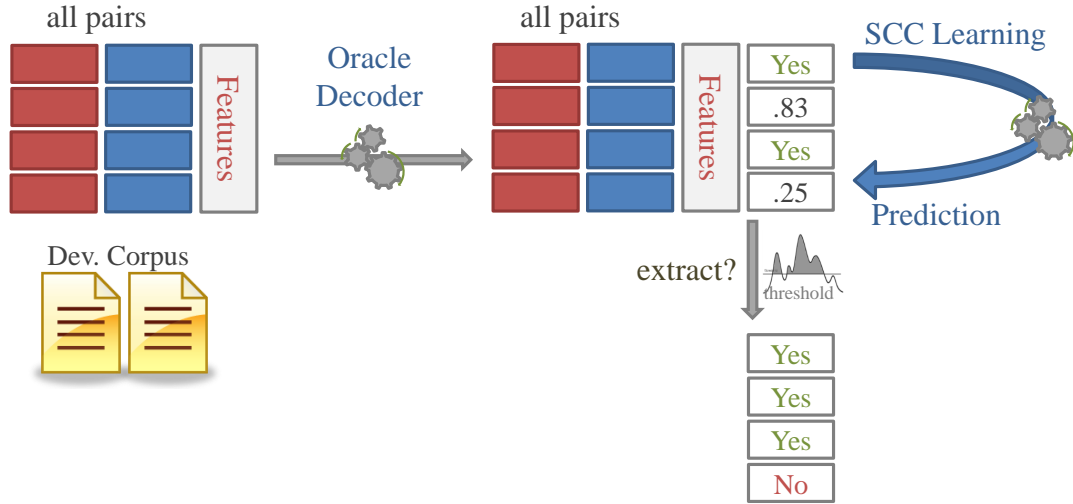 all pairs
Features
Oracle
Decoder
all pairs
Features
Yes
.83
Yes
.25
SCC Learning
Prediction
Dev. Corpus
extract?
threshold
Yes
Yes
Yes
No